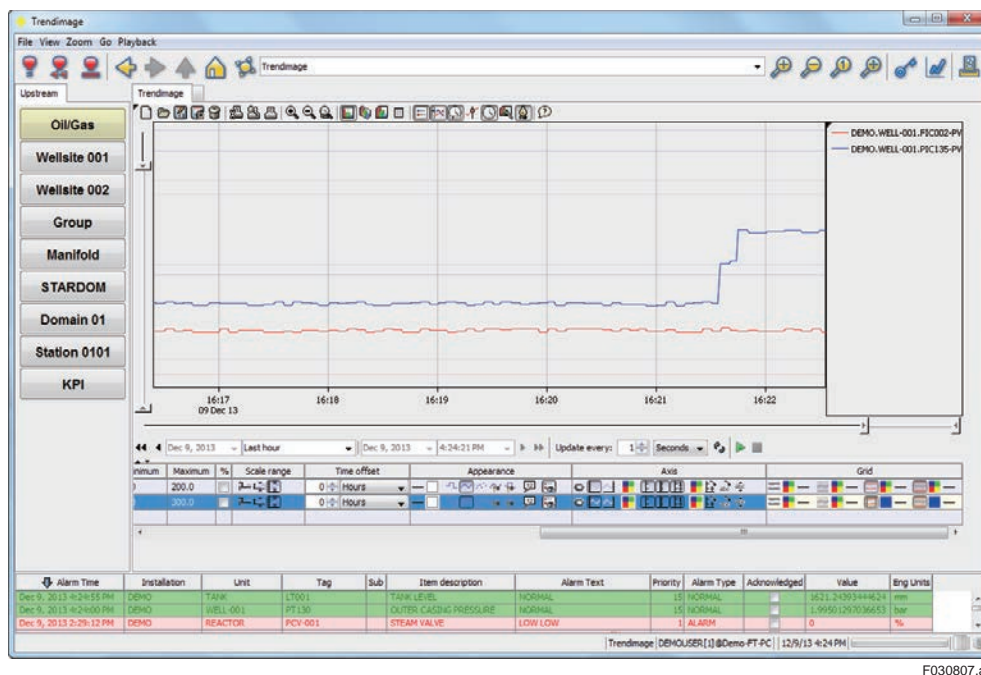 Trendimage
File View Zoom Go Playback
Trendimage
Upstream
Trendimage
Oil/Gas
Wellsite 001
Wellsite 002
Group
Manifold
STARDOM
Domain 01
Station 0101
KPI
DEMO.WELL-001.FIC002-PV
DEMO.WELL-001.PIC135-PV
16:17 16:18 16:19 16:20 16:21 16:22
09 Dec 13
Dec 9, 2013 Last hour Dec 9, 2013 4:24:21 PM Update every: 1 Seconds
nimum Maximum % Scale range Time offset Appearance Axis Grid
200.0 0 Hours
300.0 0 Hours
Alarm Time Installation Unit Tag Sub Item description Alarm Text Priority Alarm Type Acknowledged Value Eng Units
Dec 9, 2013 4:24:55 PM DEMO TANK LT001 TANK LEVEL NORMAL 15 NORMAL 1621.24393444624 mm
Dec 9, 2013 4:24:00 PM DEMO WELL-001 PT130 OUTER CASING PRESSURE NORMAL 15 NORMAL 1.99501297036653 bar
Dec 9, 2013 2:29:12 PM DEMO REACTOR PCV-001 STEAM VALVE LOW LOW 1 ALARM 0 %
Trendimage DEMOUSER[1]@Demo-FT-PC 12/9/13 4:24 PM
F030807.a